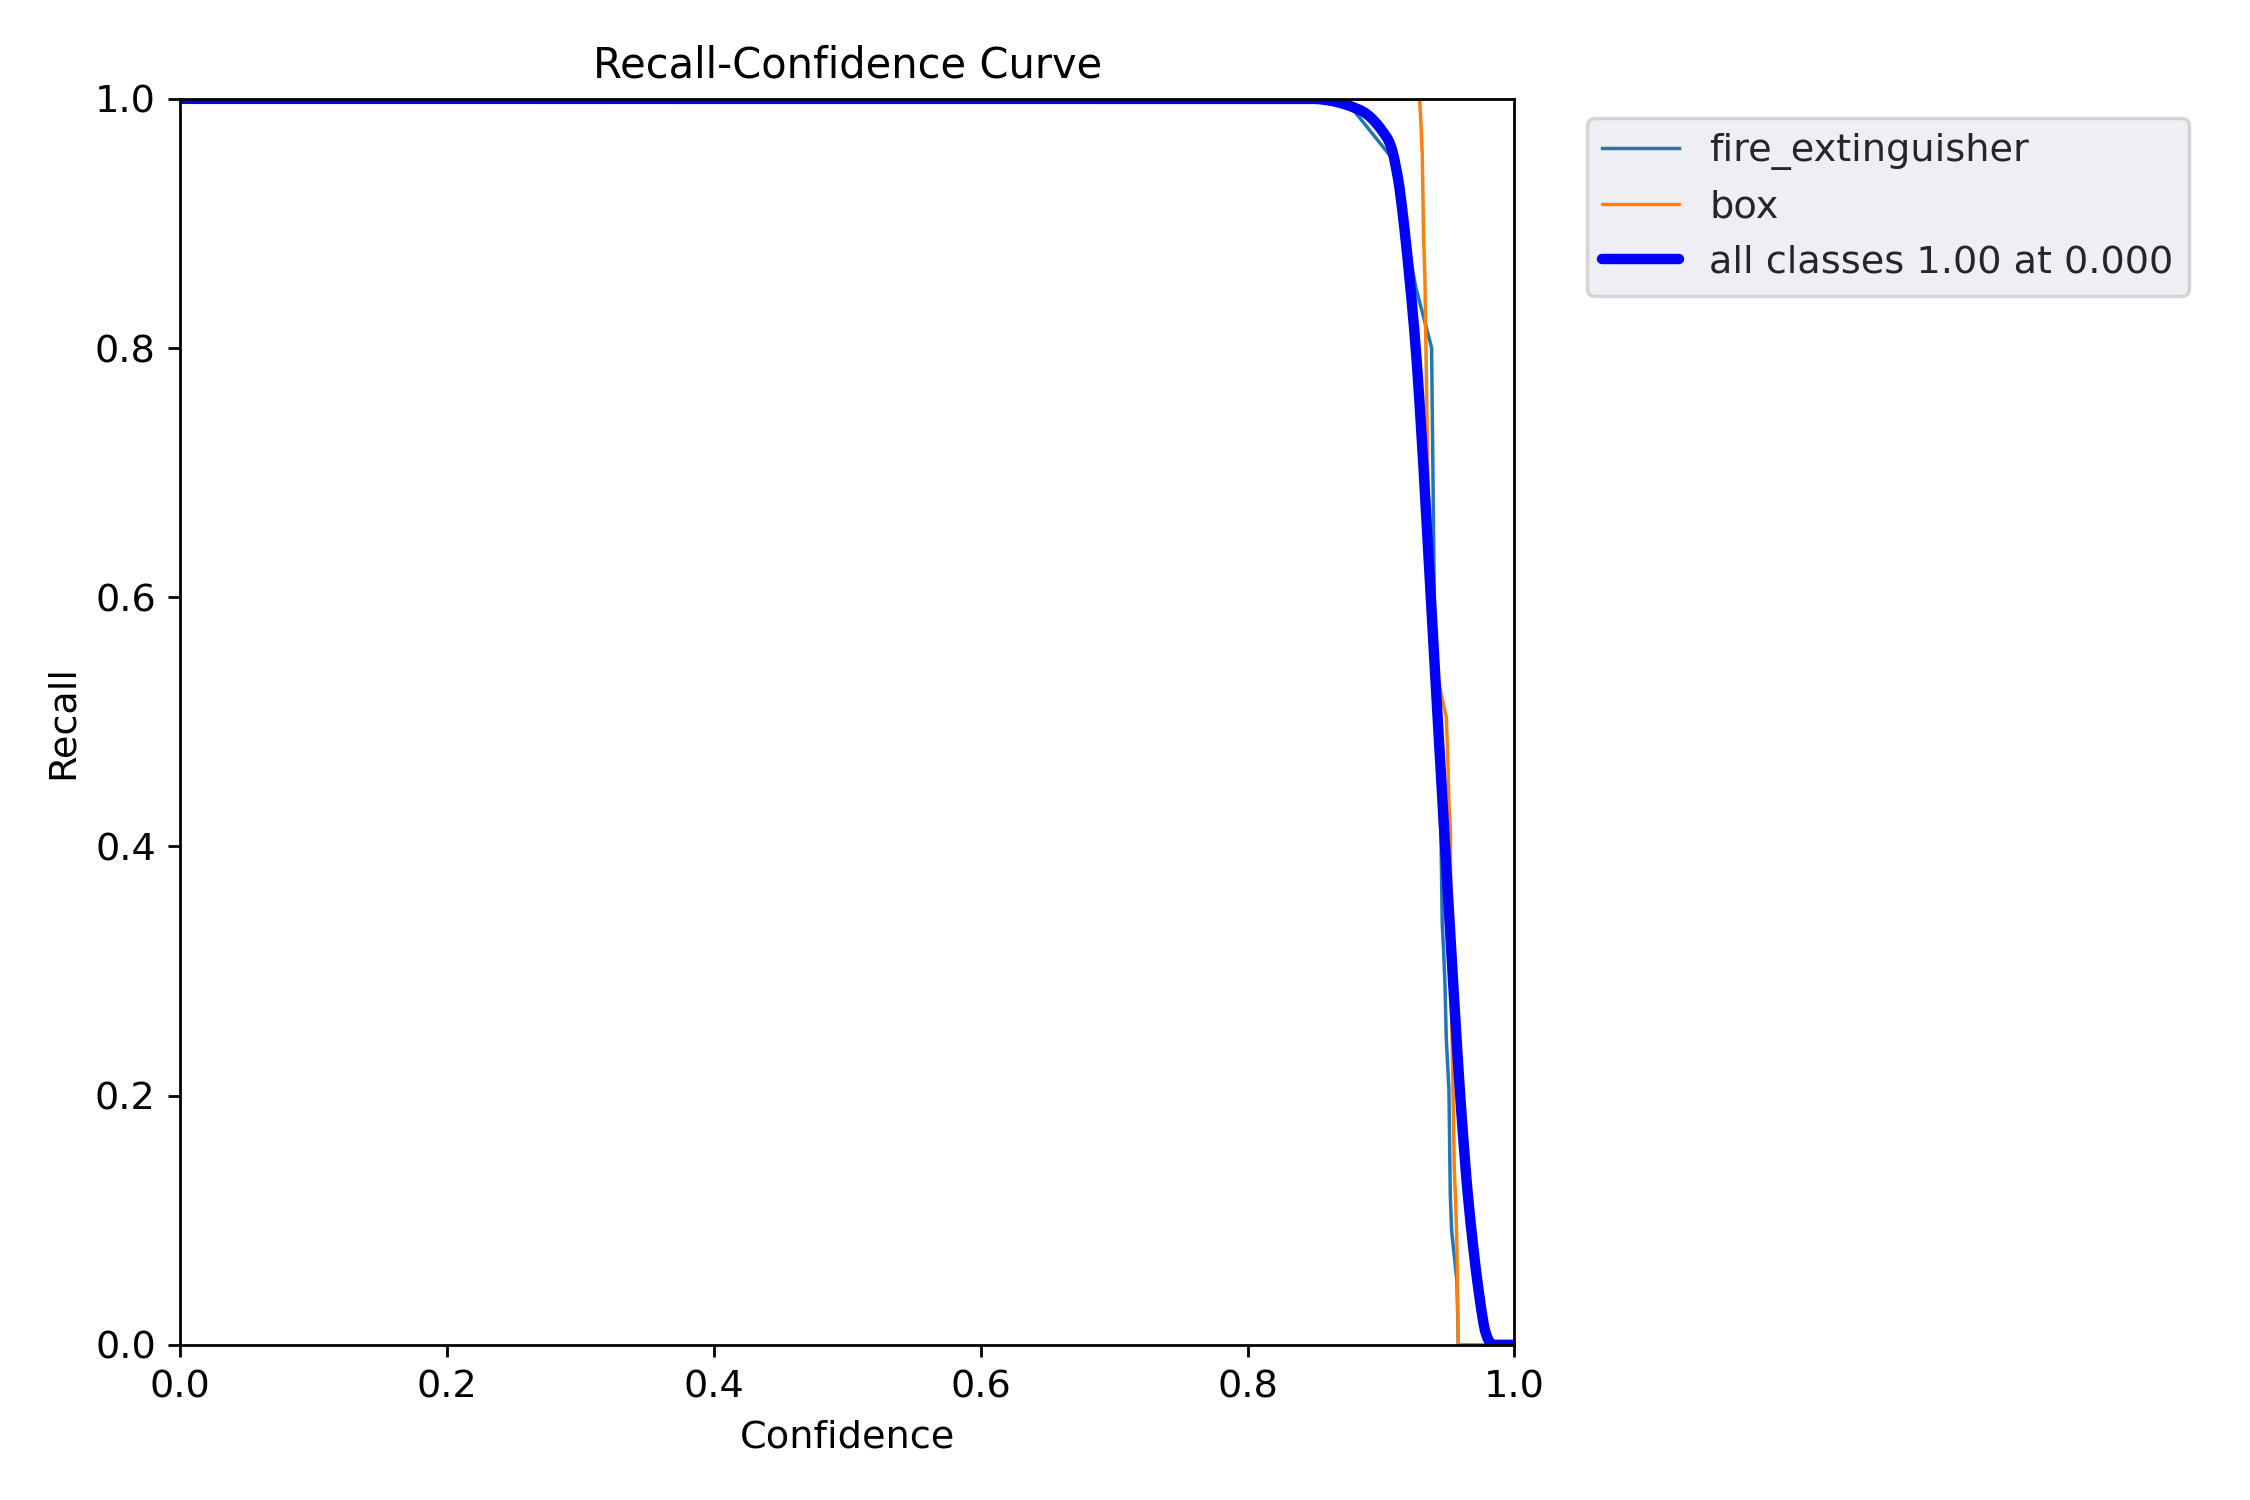 Recall-Confidence Curve
1.0
0.8
0.6
0.4
0.2
0.0
Recall
0.0 0.2 0.4 0.6 0.8 1.0
Confidence
fire_extinguisher
box
all classes 1.00 at 0.000